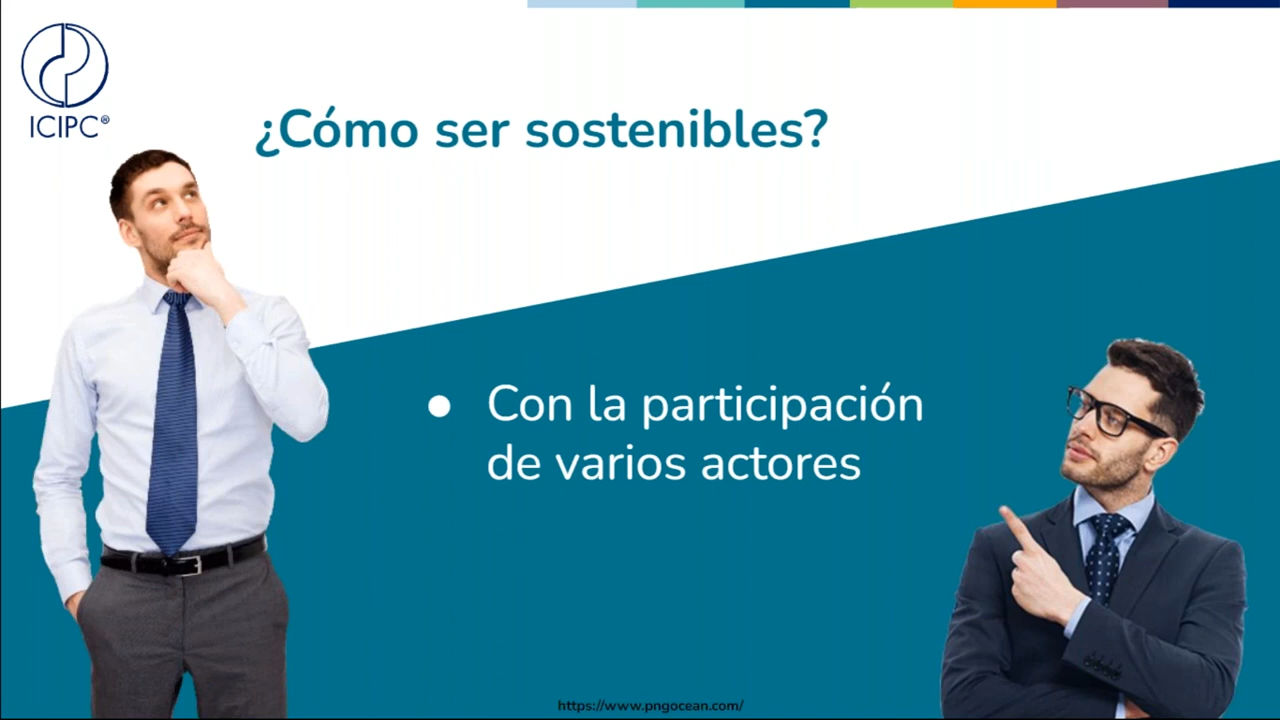 ICIPC®
¿Cómo ser sostenibles?
● Con la participación
de varios actores
https://www.pngocean.com/